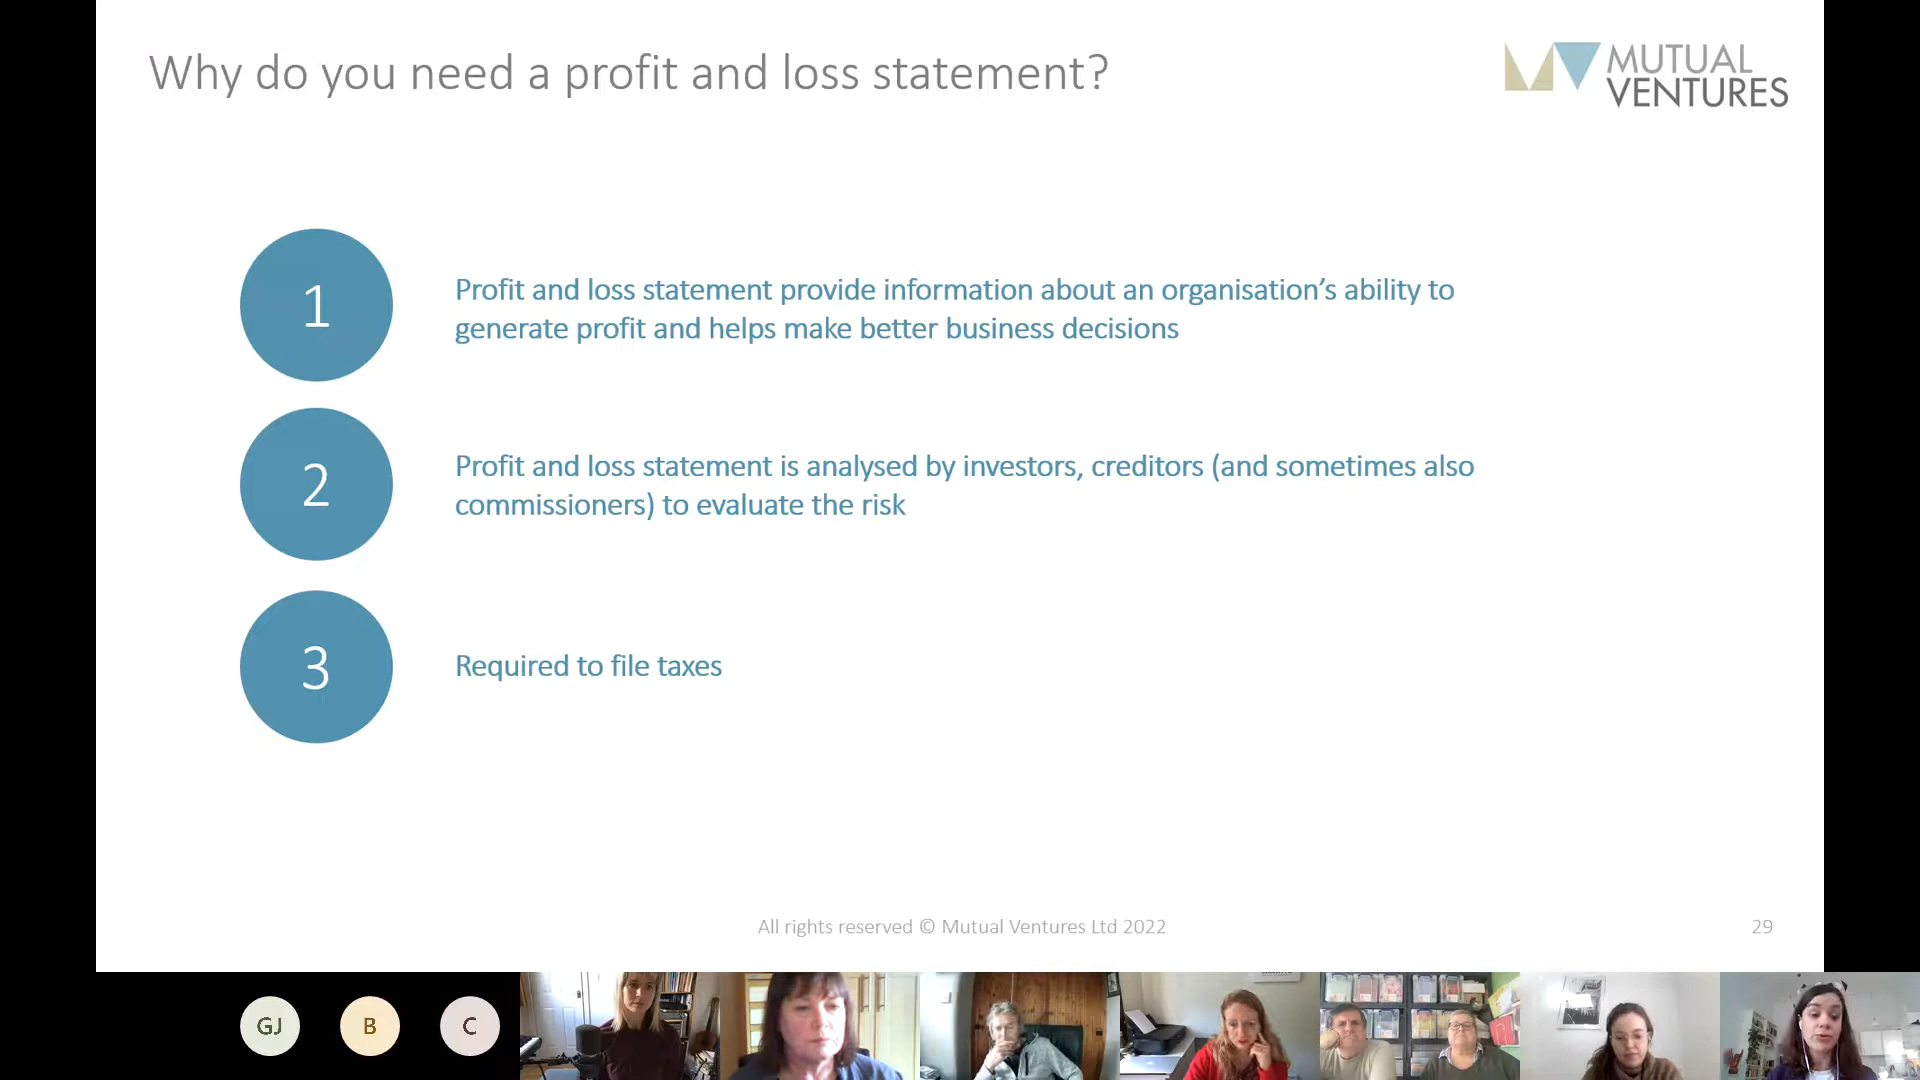 Why do you need a profit and loss statement?
MUTUAL
VENTURES
1
Profit and loss statement provide information about an organisation’s ability to
generate profit and helps make better business decisions
2
Profit and loss statement is analysed by investors, creditors (and sometimes also
commissioners) to evaluate the risk
3
Required to file taxes
All rights reserved © Mutual Ventures Ltd 2022
29
GJ
B
C